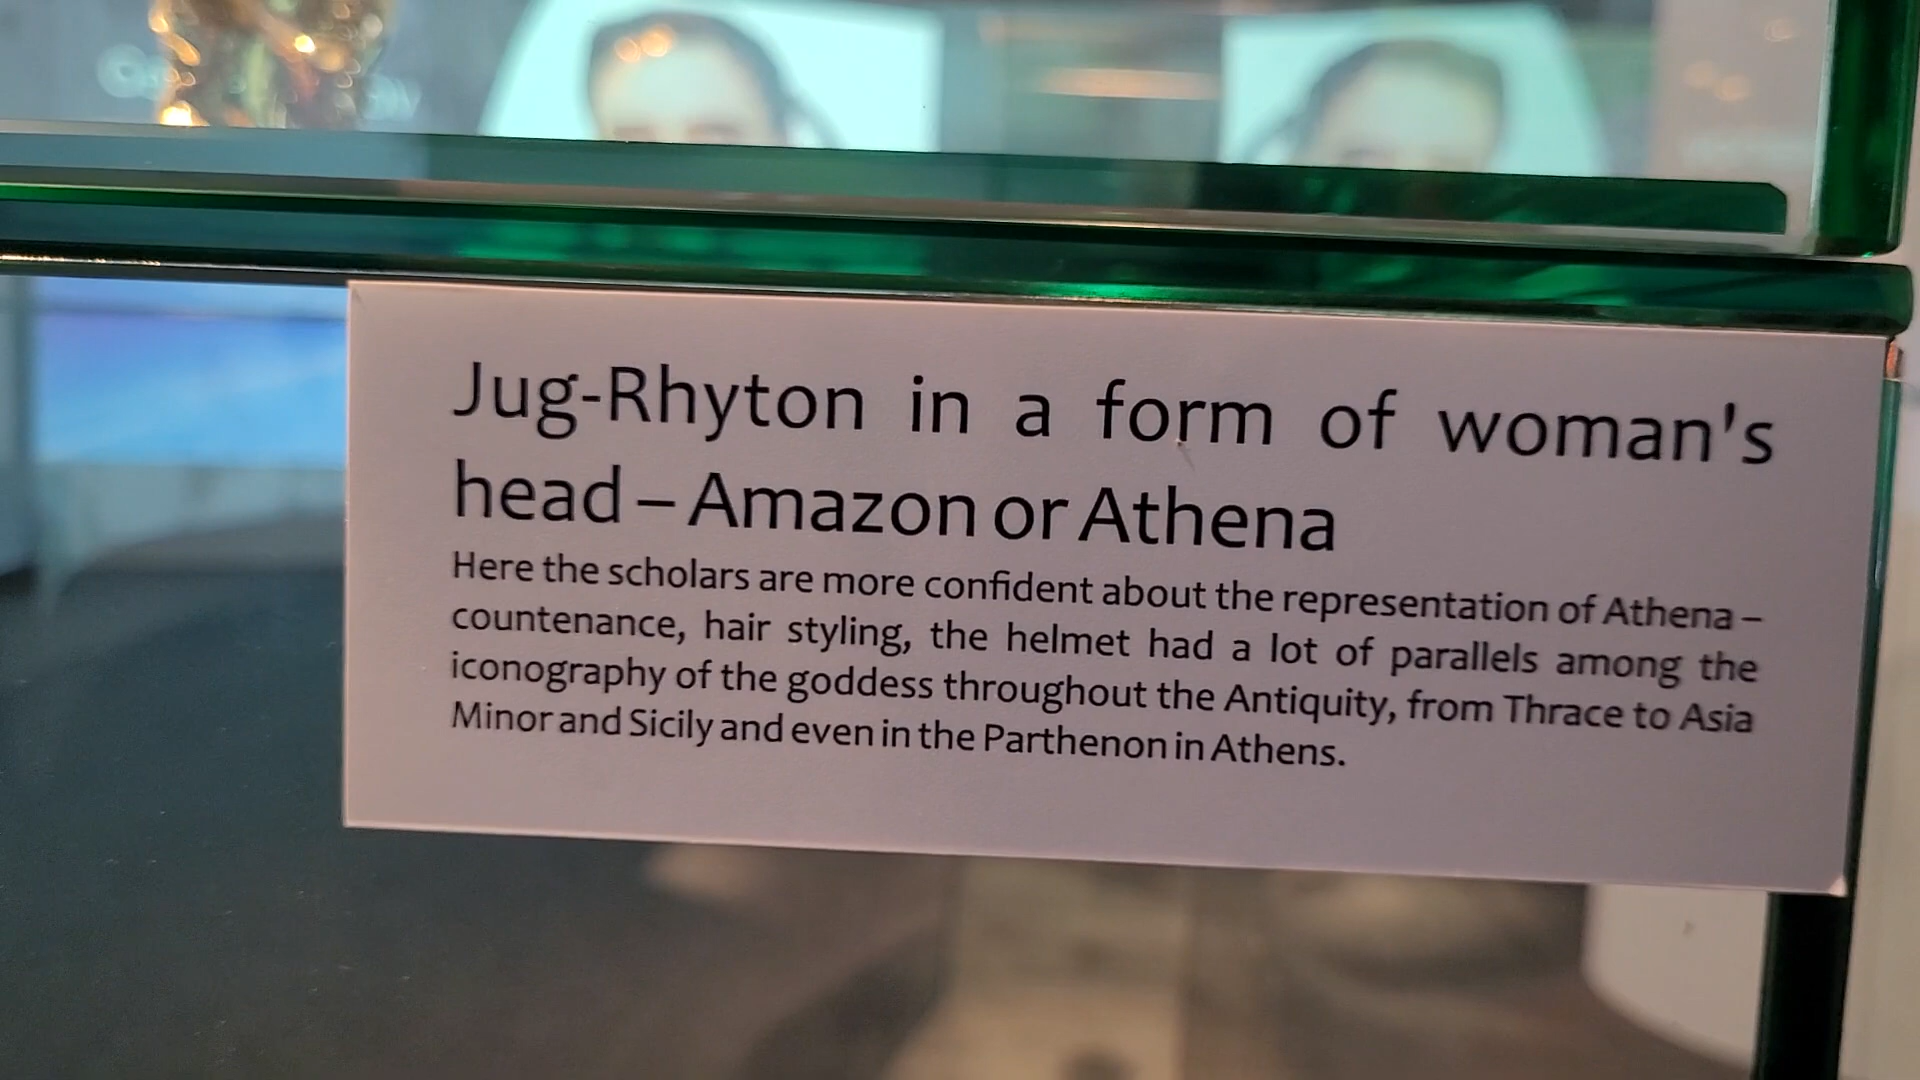 Jug-Rhyton in a form of woman's
head – Amazon or Athena
Here the scholars are more confident about the representation of Athena –
countenance, hair styling, the helmet had a lot of parallels among the
iconography of the goddess throughout the Antiquity, from Thrace to Asia
Minor and Sicily and even in the Parthenon in Athens.